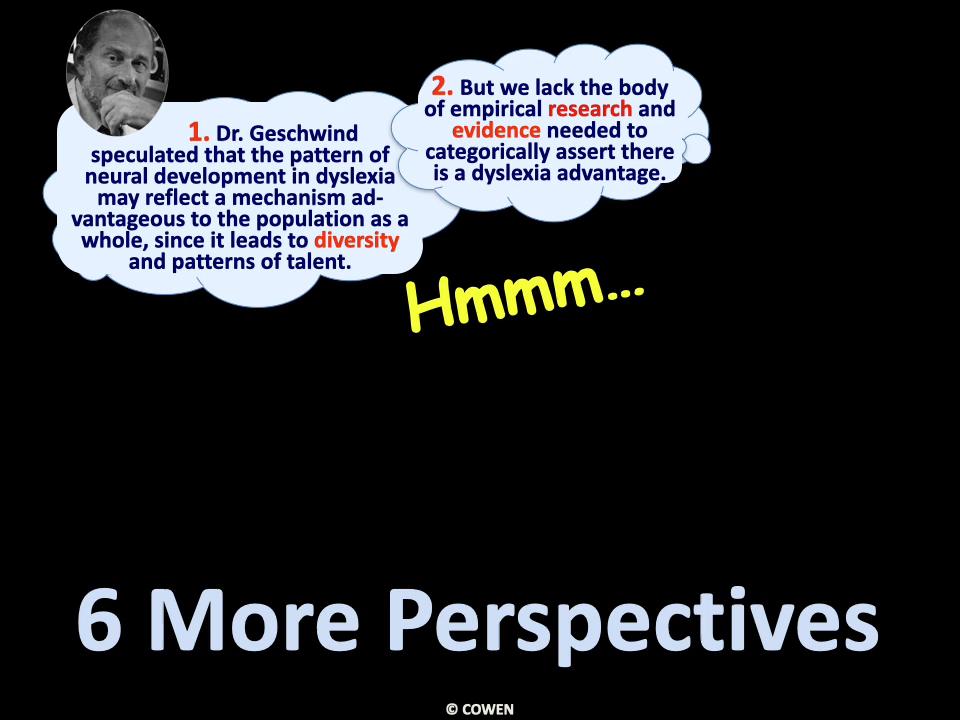 1. Dr. Geschwind
speculated that the pattern of
neural development in dyslexia
may reflect a mechanism ad-
vantageous to the population as a
whole, since it leads to diversity
and patterns of talent.
2. But we lack the body
of empirical research and
evidence needed to
categorically assert there
is a dyslexia advantage.
Hmmm...
6 More Perspectives
© COWEN